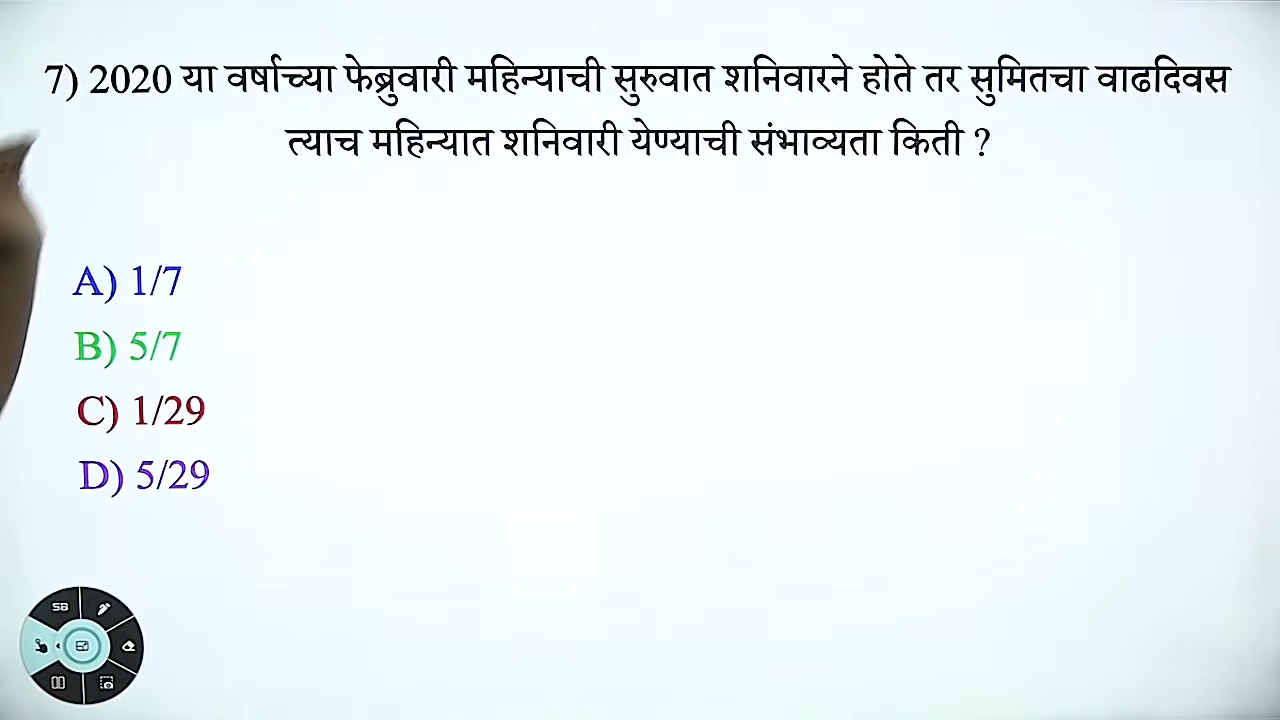 7) 2020 या वर्षाच्या फेब्रुवारी महिन्याची सुरुवात शनिवारने होते तर सुमितचा वाढदिवस
त्याच महिन्यात शनिवारी येण्याची संभाव्यता किती ?
A) 1/7
B) 5/7
C) 1/29
D) 5/29
SB